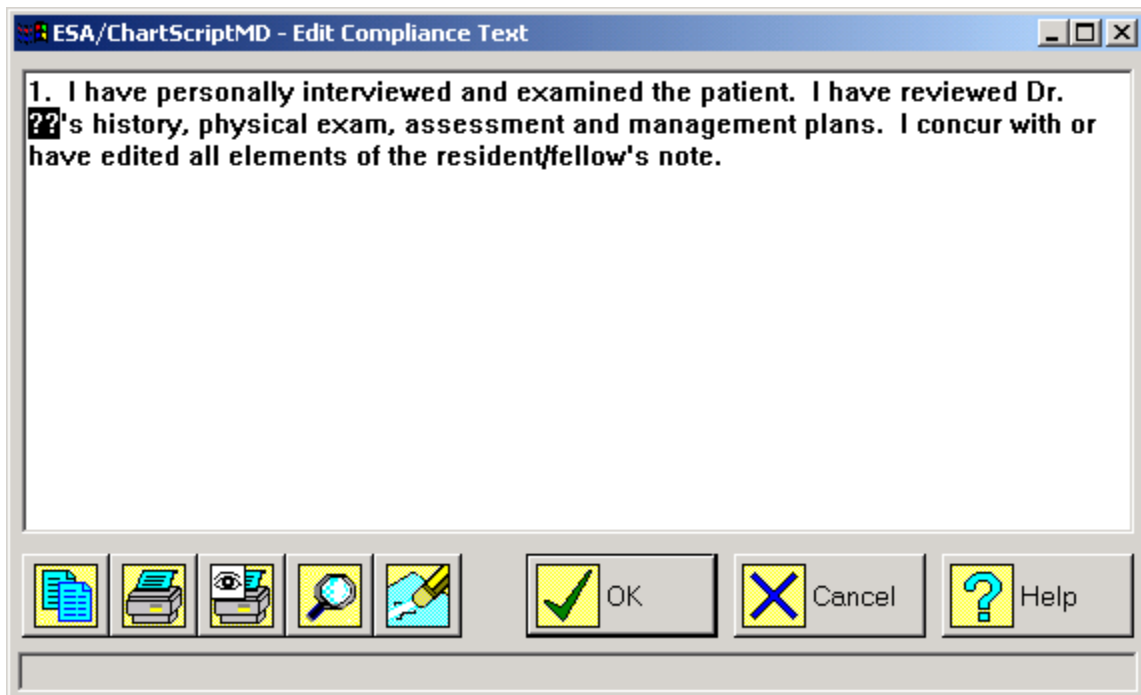 ESA/ChartScriptMD - Edit Compliance Text
1.  I have personally interviewed and examined the patient.  I have reviewed Dr.
??'s history, physical exam, assessment and management plans.  I concur with or
have edited all elements of the resident/fellow's note.
OK
Cancel
Help